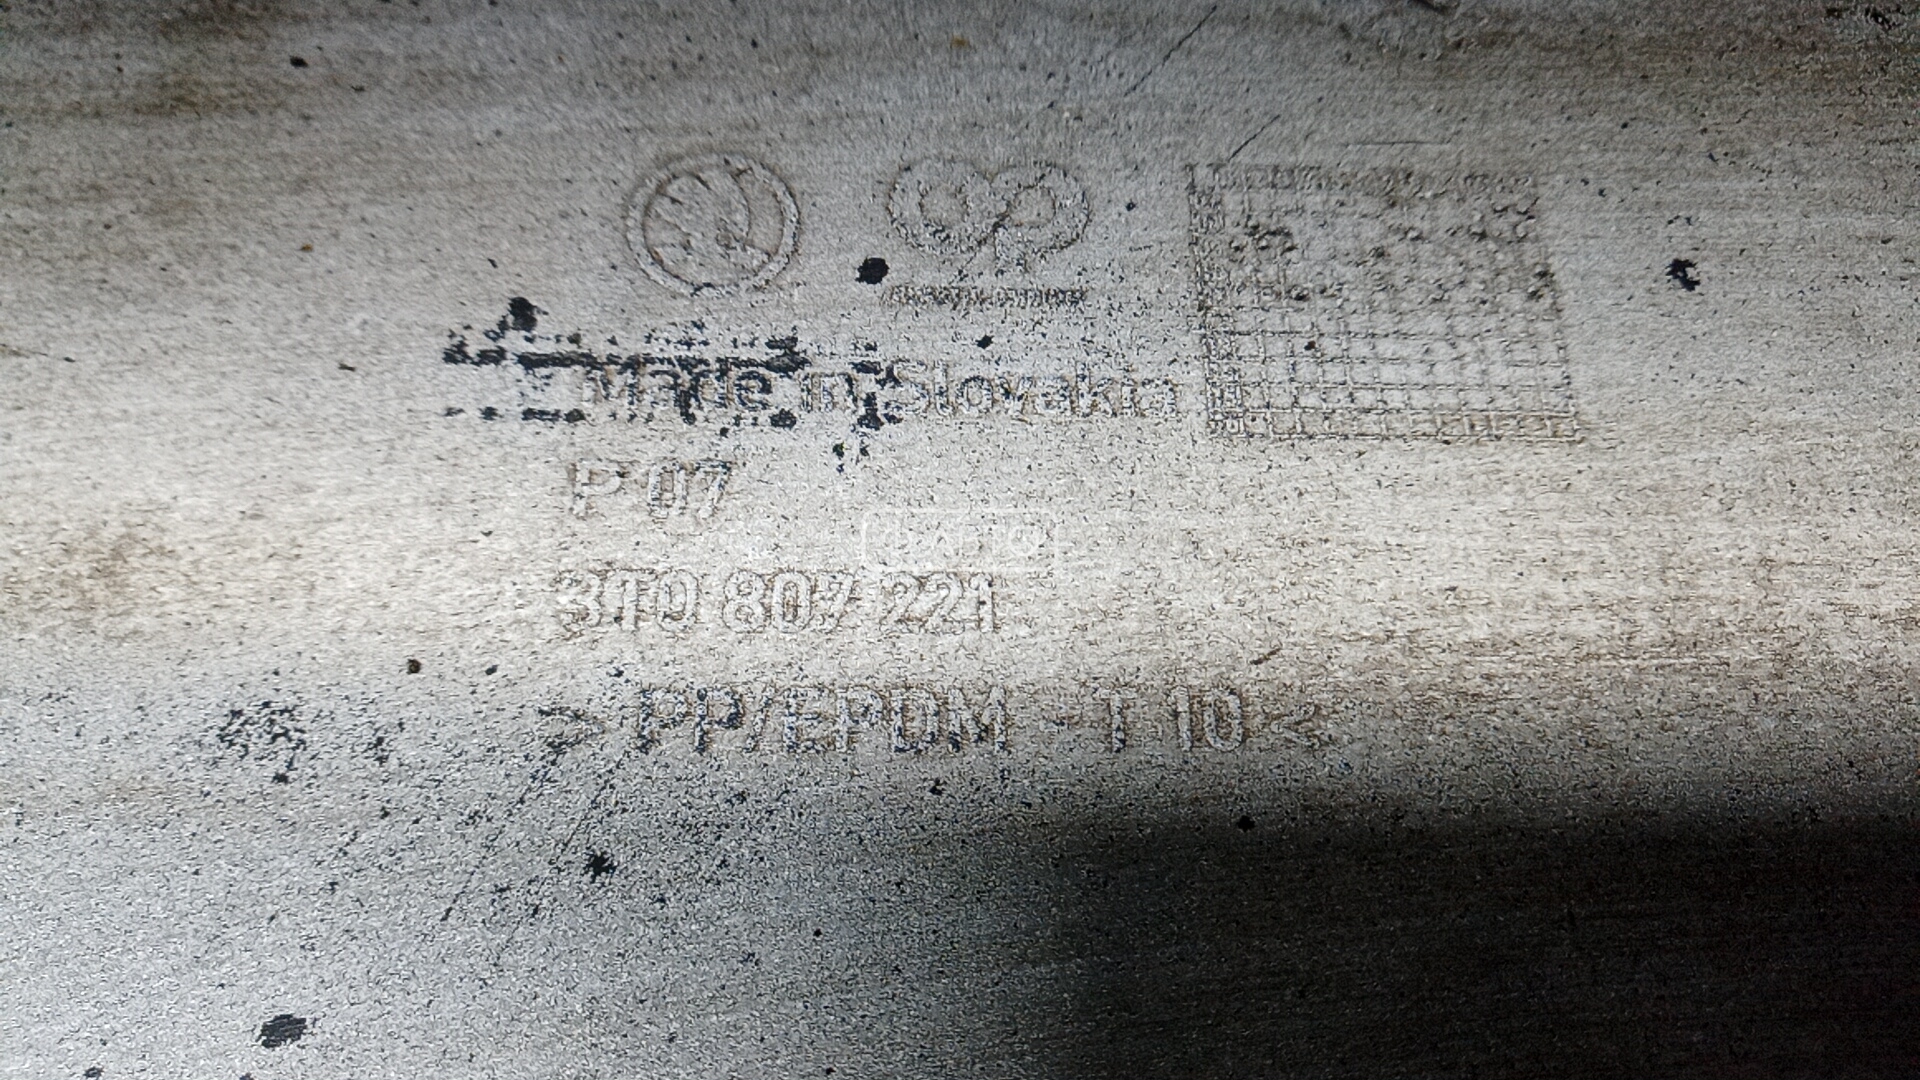 Made in Slovakia
P 07
3T0 807 221
>PP/EPDM - T 10<